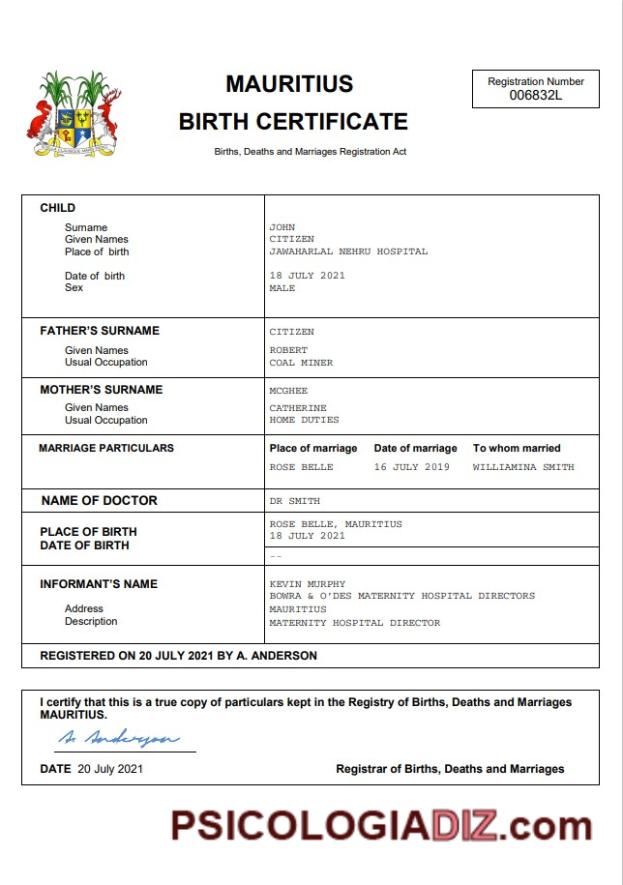 MAURITIUS
BIRTH CERTIFICATE
Births, Deaths and Marriages Registration Act
Registration Number
006832L
CHILD
Surname JOHN
Given Names CITIZEN
Place of birth JAWAHARLAL NEHRU HOSPITAL
Date of birth 18 JULY 2021
Sex MALE
FATHER'S SURNAME CITIZEN
Given Names ROBERT
Usual Occupation COAL MINER
MOTHER'S SURNAME MCGHEE
Given Names CATHERINE
Usual Occupation HOME DUTIES
MARRIAGE PARTICULARS Place of marriage Date of marriage To whom married
ROSE BELLE 16 JULY 2019 WILLIAMINA SMITH
NAME OF DOCTOR DR SMITH
PLACE OF BIRTH ROSE BELLE, MAURITIUS
DATE OF BIRTH 18 JULY 2021
--
INFORMANT'S NAME KEVIN MURPHY
BOWRA & O'DES MATERNITY HOSPITAL DIRECTORS
Address MAURITIUS
Description MATERNITY HOSPITAL DIRECTOR
REGISTERED ON 20 JULY 2021 BY A. ANDERSON
I certify that this is a true copy of particulars kept in the Registry of Births, Deaths and Marriages
MAURITIUS.
A. Anderson
DATE 20 July 2021 Registrar of Births, Deaths and Marriages
PSICOLOGIADIZ.com